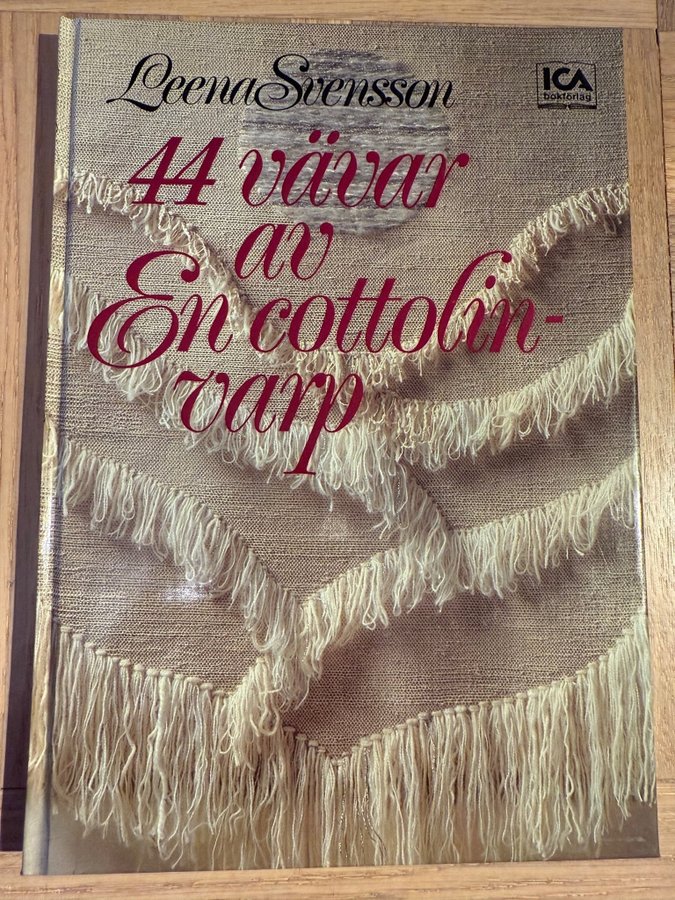 Leena Svensson
ICA
bokförlag
44 vävar
av
En cottolin-
varp